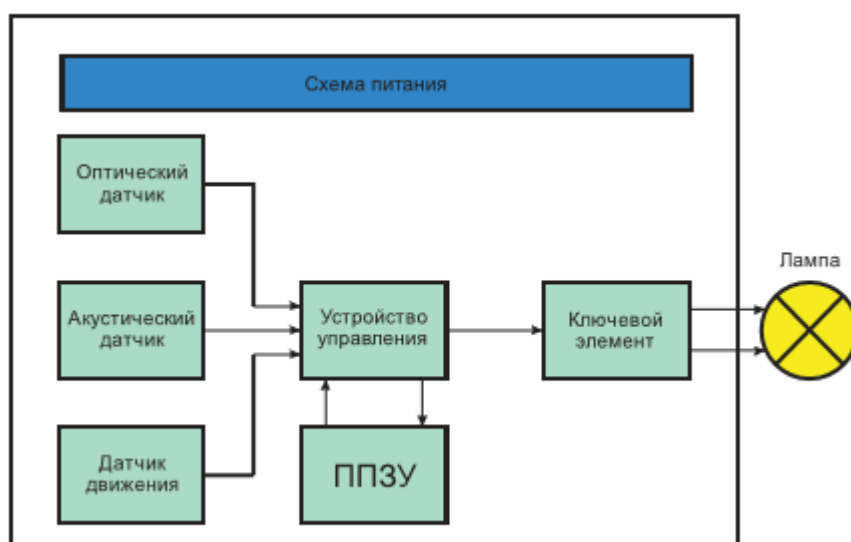 Схема питания
Оптический
датчик
Лампа
Акустический
датчик
Устройство
управления
Ключевой
элемент
Датчик
движения
ППЗУ